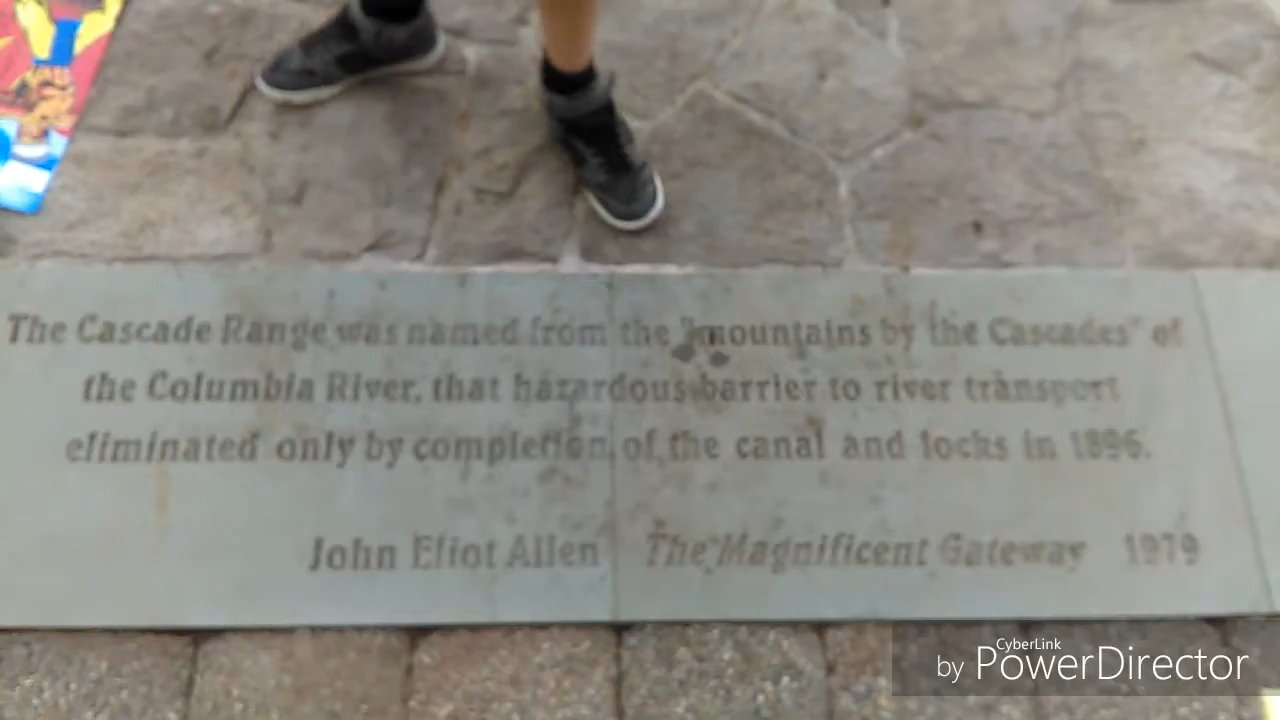 The Cascade Range was named from the "mountains by the Cascades" of
the Columbia River, that hazardous barrier to river transport
eliminated only by completion of the canal and locks in 1896.
John Eliot Allen The Magnificent Gateway 1979
CyberLink
by PowerDirector